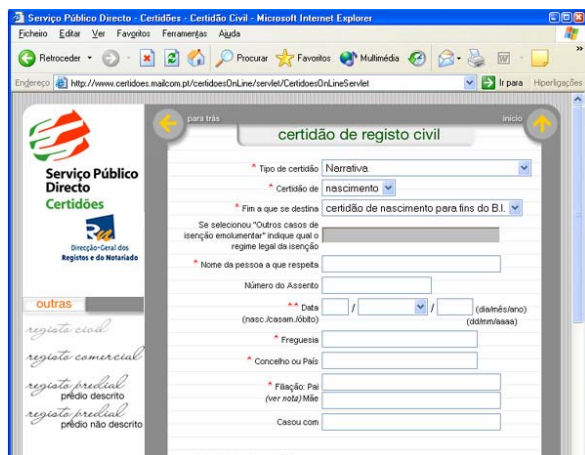 Serviço Público Directo - Certidões - Certidão Civil - Microsoft Internet Explorer
Ficheiro Editar Ver Favoritos Ferramentas Ajuda
Retroceder Procurar Favoritos Multimédia
Endereço http://www.certidoes.mailcom.pt/certidoesOnLine/servlet/CertidoesOnLineServlet Ir para Hiperligações
para trás início
certidão de registo civil
Serviço Público
Directo
Certidões
Direcção-Geral dos
Registos e do Notariado
outras
registo civil
registo comercial
registo predial
prédio descrito
registo predial
prédio não descrito
* Tipo de certidão Narrativa
* Certidão de nascimento
* Fim a que se destina certidão de nascimento para fins do B.I.
Se selecionou "Outros casos de
isenção emolumentar" indique qual o
regime legal da isenção
* Nome da pessoa a que respeita
Número do Assento
** Data / / (dia/mês/ano)
(nasc./casam./óbito) (dd/mm/aaaa)
* Freguesia
* Concelho ou País
* Filiação: Pai
(ver nota) Mãe
Casou com